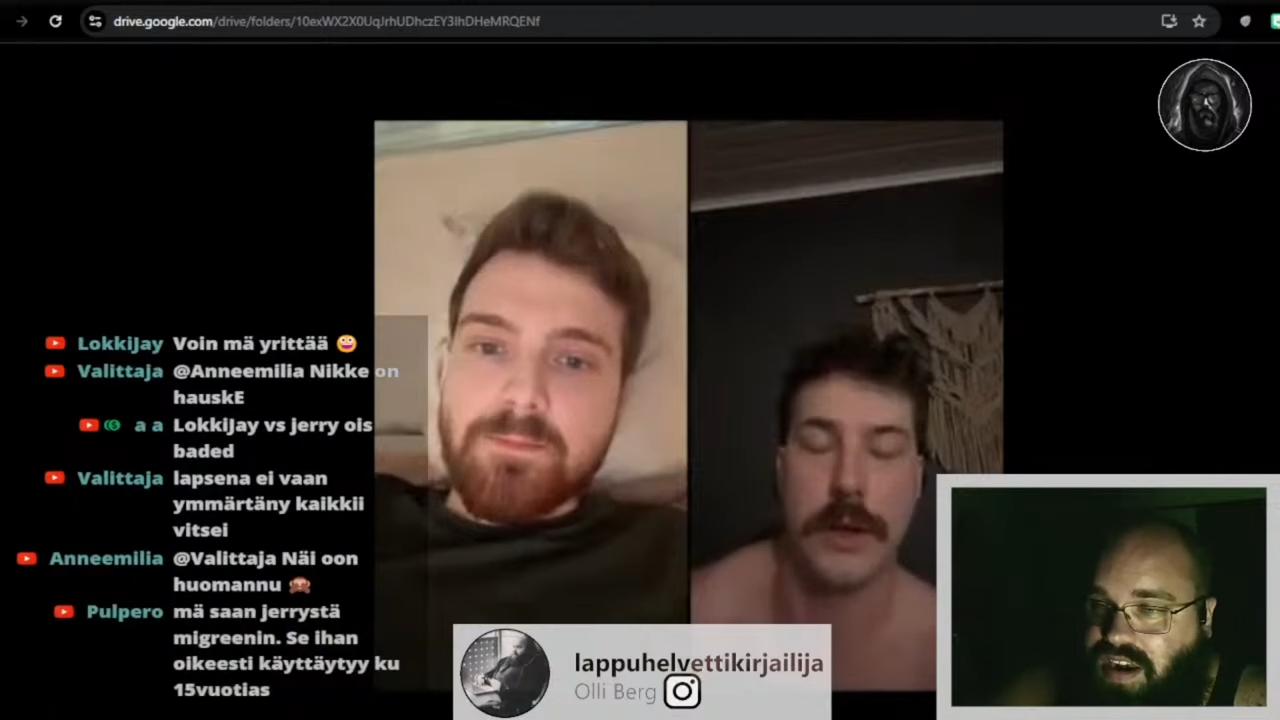 drive.google.com/drive/folders/10exWX2X0UqJrhUDhczEY3IhDHeMRQENf
LokkiJay Voin mä yrittää
Valittaja @Anneemilia Nikke on
hauskE
a a LokkiJay vs jerry ois
baded
Valittaja lapsena ei vaan
ymmärtäny kaikkii
vitsei
Anneemilia @Valittaja Näi oon
huomannu
Pulpero mä saan jerrystä
migreenin. Se ihan
oikeesti käyttäytyy ku
15vuotias
lappuhelvettikirjailija
Olli Berg